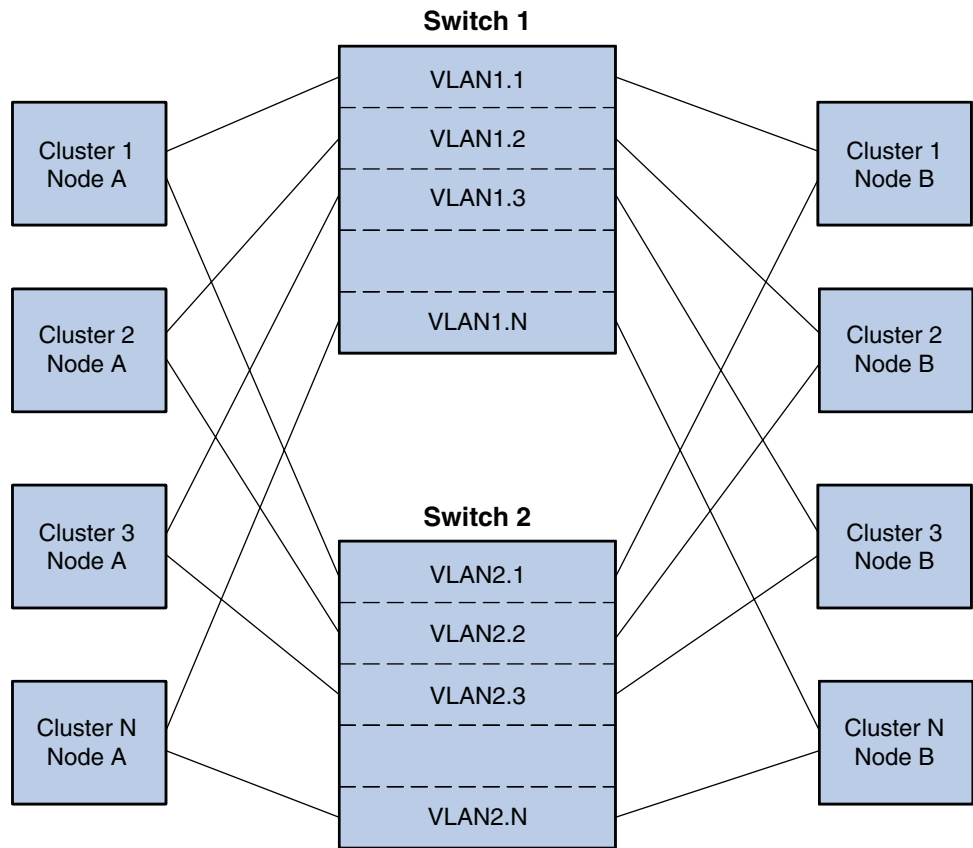 Switch 1
VLAN1.1
VLAN1.2
VLAN1.3
VLAN1.N
Cluster 1
Node A
Cluster 2
Node A
Cluster 3
Node A
Cluster N
Node A
Cluster 1
Node B
Cluster 2
Node B
Cluster 3
Node B
Cluster N
Node B
Switch 2
VLAN2.1
VLAN2.2
VLAN2.3
VLAN2.N